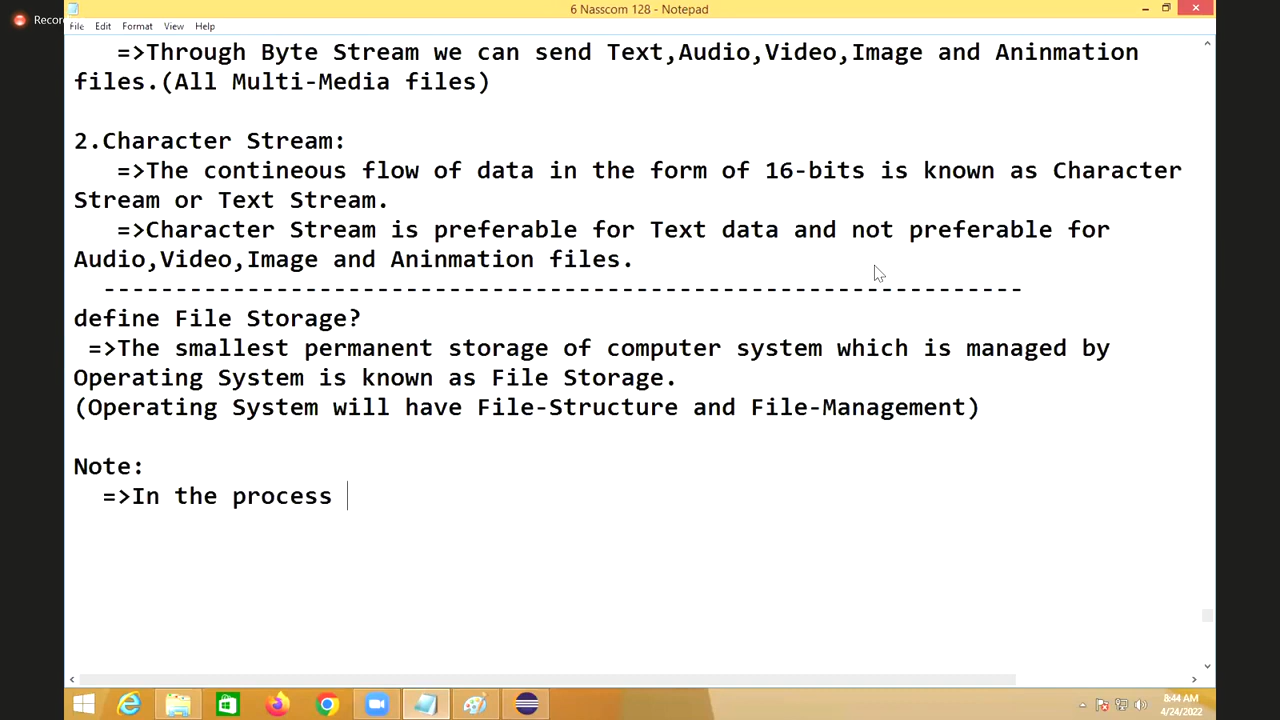 Recor
6 Nasscom 128 - Notepad
File Edit Format View Help
=>Through Byte Stream we can send Text,Audio,Video,Image and Aninmation
files.(All Multi-Media files)
2.Character Stream:
=>The contineous flow of data in the form of 16-bits is known as Character
Stream or Text Stream.
=>Character Stream is preferable for Text data and not preferable for
Audio,Video,Image and Aninmation files.
----------------------------------------------------------------
define File Storage?
=>The smallest permanent storage of computer system which is managed by
Operating System is known as File Storage.
(Operating System will have File-Structure and File-Management)
Note:
=>In the process
8:44 AM
4/24/2022